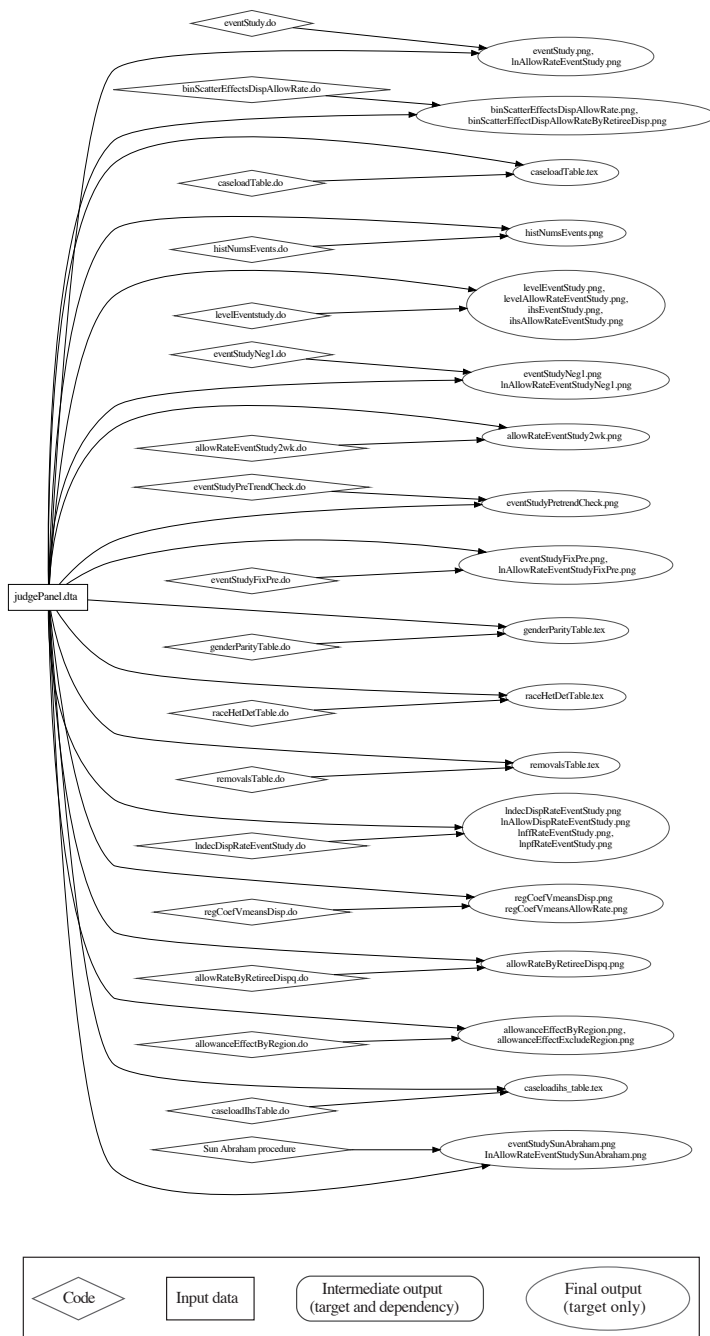 eventStudy.do
eventStudy.png,
lnAllowRateEventStudy.png
binScatterEffectsDispAllowRate.do
binScatterEffectsDispAllowRate.png,
binScatterEffectDispAllowRateByRetireeDisp.png
caseloadTable.tex
caseloadTable.do
histNumsEvents.png
histNumsEvents.do
levelEventStudy.png,
levelAllowRateEventStudy.png,
ihsEventStudy.png,
ihsAllowRateEventStudy.png
levelEventstudy.do
eventStudyNeg1.do
eventStudyNeg1.png
lnAllowRateEventStudyNeg1.png
allowRateEventStudy2wk.png
allowRateEventStudy2wk.do
eventStudyPreTrendCheck.do
eventStudyPretrendCheck.png
eventStudyFixPre.png,
lnAllowRateEventStudyFixPre.png
eventStudyFixPre.do
judgePanel.dta
genderParityTable.tex
genderParityTable.do
raceHetDetTable.tex
raceHetDetTable.do
removalsTable.tex
removalsTable.do
lndecDispRateEventStudy.png
lnAllowDispRateEventStudy.png
lnffRateEventStudy.png,
lnpfRateEventStudy.png
lndecDispRateEventStudy.do
regCoefVmeansDisp.png
regCoefVmeansAllowRate.png
regCoefVmeansDisp.do
allowRateByRetireeDispq.png
allowRateByRetireeDispq.do
allowanceEffectByRegion.png,
allowanceEffectExcludeRegion.png
allowanceEffectByRegion.do
caseloadihs_table.tex
caseloadIhsTable.do
Sun Abraham procedure
eventStudySunAbraham.png
InAllowRateEventStudySunAbraham.png
Code
Input data
Intermediate output
(target and dependency)
Final output
(target only)